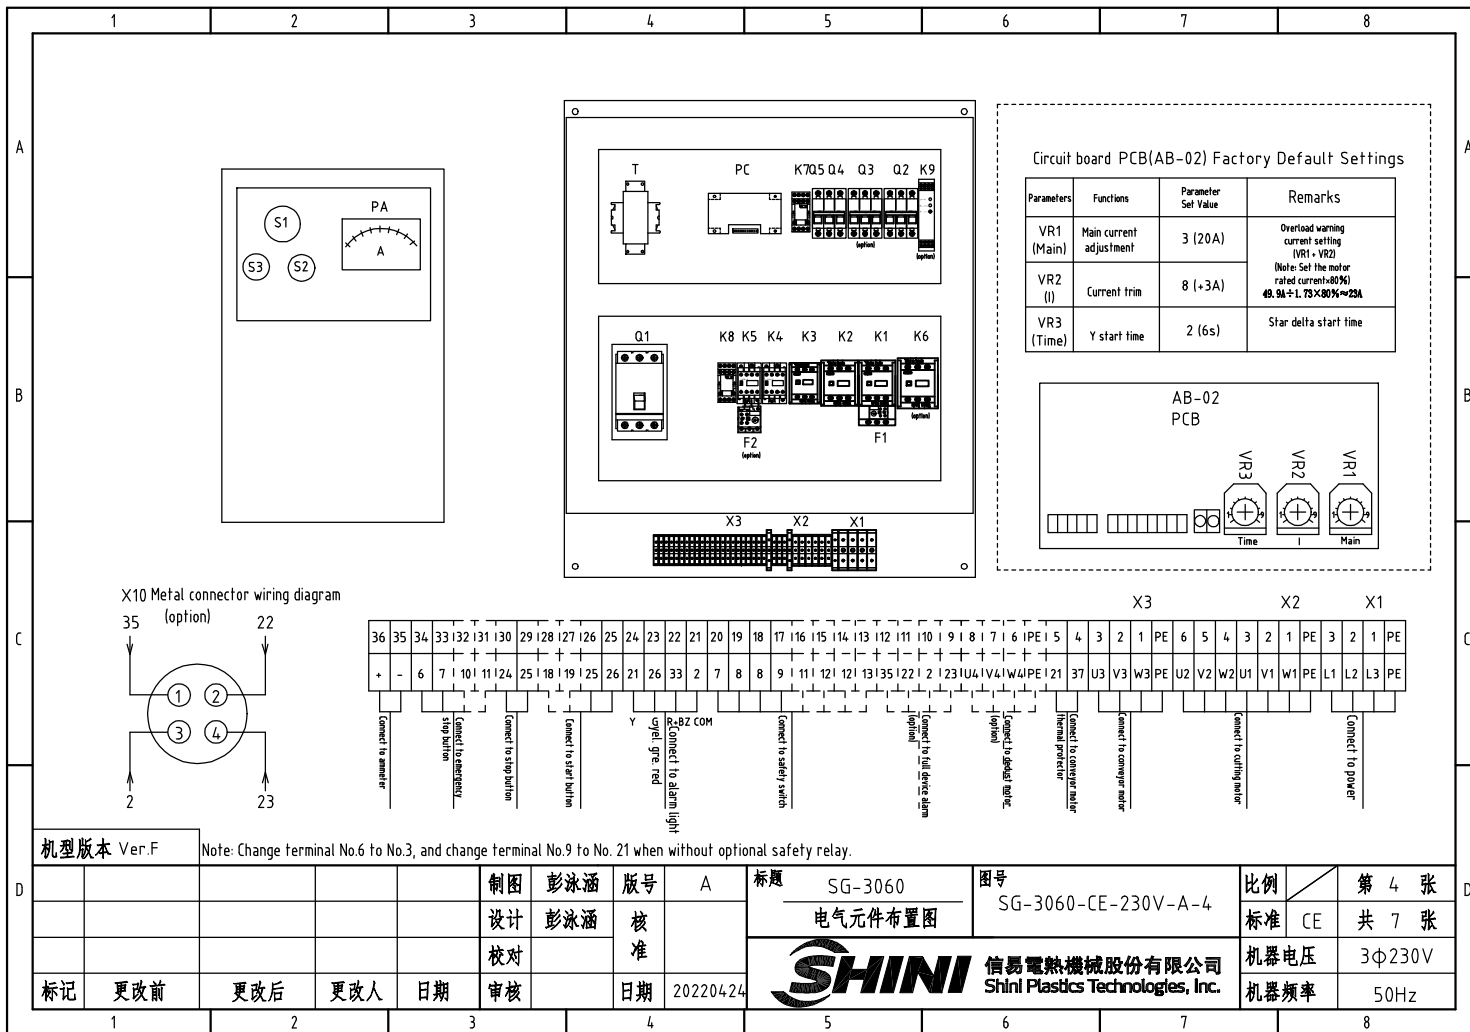 1 2 3 4 5 6 7 8
A
B
C
D
A
B
C
D
S1
S3
S2
PA
A
T PC K7 Q5 Q4 Q3 Q2 K9
(option)
(option)
Q1 K8 K5 K4 K3 K2 K1 K6
(option)
F2
(option)
F1
X3 X2 X1
Circuit board PCB(AB-02) Factory Default Settings
Parameters Functions Parameter Set Value Remarks
VR1 (Main) Main current adjustment 3 (20A)
Overload warning
current setting
(VR1 + VR2)
(Note: Set the motor
rated current×80%)
49.9A÷1.73×80%≈23A
VR2 (I) Current trim 8 (+3A)
VR3 (Time) Y start time 2 (6s) Star delta start time
AB-02
PCB
VR3 VR2 VR1
1 9 1 9 1 9
Time I Main
X10 Metal connector wiring diagram
(option)
35 22
1 2
3 4
2 23
X3 X2 X1
36 35 34 33 32 31 30 29 28 27 26 25 24 23 22 21 20 19 18 17 16 15 14 13 12 11 10 9 8 7 6 PE 5 4 3 2 1 PE 6 5 4 3 2 1 PE 3 2 1 PE
+ - 6 7 10 11 24 25 18 19 25 26 21 26 33 2 7 8 8 9 11 12 12 13 35 22 2 23 U4 V4 W4 PE 21 37 U3 V3 W3 PE U2 V2 W2 U1 V1 W1 PE L1 L2 L3 PE
Y G R+BZ COM
Connect to ammeter
Connect to emergency
stop button
Connect to stop button
Connect to start button
yel. gre. red
Connect to alarm light
Connect to safety switch
Connect to full device alarm
(option)
Connect to dedust motor
(option)
Connect to conveyor motor
thermal protector
Connect to conveyor motor
Connect to cutting motor
Connect to power
机型版本 Ver.F
Note: Change terminal No.6 to No.3, and change terminal No.9 to No. 21 when without optional safety relay.
制图 彭泳涵 版号 A
设计 彭泳涵 核准
校对
标记 更改前 更改后 更改人 日期 审核 日期 20220424
标题 SG-3060
电气元件布置图
图号
SG-3060-CE-230V-A-4
SHINI
信易電熱機械股份有限公司
Shini Plastics Technologies, Inc.
比例 第 4 张
标准 CE 共 7 张
机器电压 3φ230V
机器频率 50Hz
1 2 3 4 5 6 7 8